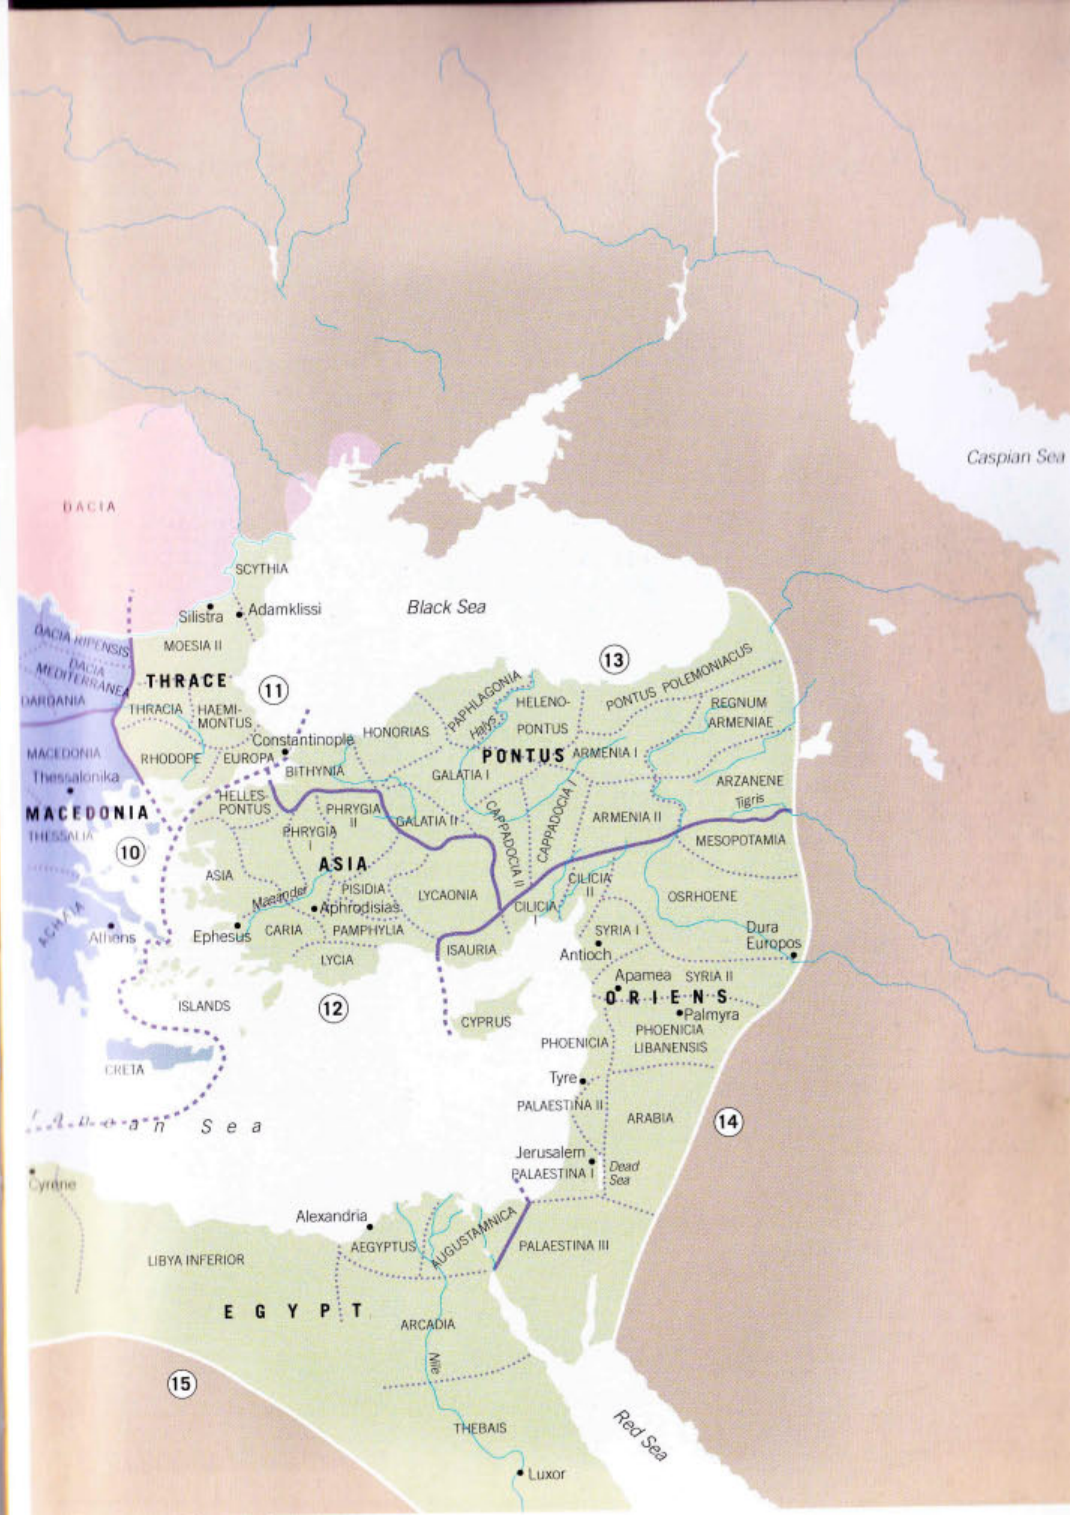 Caspian Sea
DACIA
SCYTHIA
Black Sea
Silistra
Adamklissi
DACIA RIPENSIS
MOESIA II
DACIA
MEDITERRANEA
THRACE
11
13
DARDANIA
THRACIA
HAEMI-
MONTUS
PAPHLAGONIA
Halys
HELENO-
PONTUS
PONTUS POLEMONIACUS
REGNUM
ARMENIAE
HONORIAS
Constantinople
MACEDONIA
RHODOPE
EUROPA
BITHYNIA
PONTUS
ARMENIA I
Thessalonika
GALATIA I
ARZANENE
Tigris
MACEDONIA
HELLES-
PONTUS
PHRYGIA
II
GALATIA II
CAPPADOCIA II
CAPPADOCIA I
ARMENIA II
THESSALIA
10
PHRYGIA
I
MESOPOTAMIA
ASIA
ASIA
Maeander
PISIDIA
LYCAONIA
CILICIA
II
OSRHOENE
ACHAIA
Aphrodisias
CILICIA
I
Athens
Ephesus
CARIA
PAMPHYLIA
SYRIA I
Dura
Europos
LYCIA
ISAURIA
Antioch
Apamea
SYRIA II
ISLANDS
12
ORIENS
CYPRUS
Palmyra
PHOENICIA
PHOENICIA
LIBANENSIS
CRETA
Tyre
PALAESTINA II
ARABIA
14
anean Sea
Jerusalem
PALAESTINA I
Dead
Sea
Cyrene
Alexandria
AEGYPTUS
AUGUSTAMNICA
PALAESTINA III
LIBYA INFERIOR
EGYPT
ARCADIA
Nile
15
THEBAIS
Red Sea
Luxor